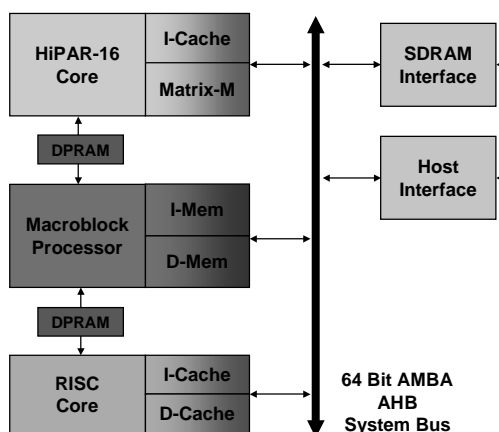 HiPAR-16
Core
I-Cache
Matrix-M
SDRAM
Interface
DPRAM
Host
Interface
Macroblock
Processor
I-Mem
D-Mem
DPRAM
RISC
Core
I-Cache
D-Cache
64 Bit AMBA
AHB
System Bus